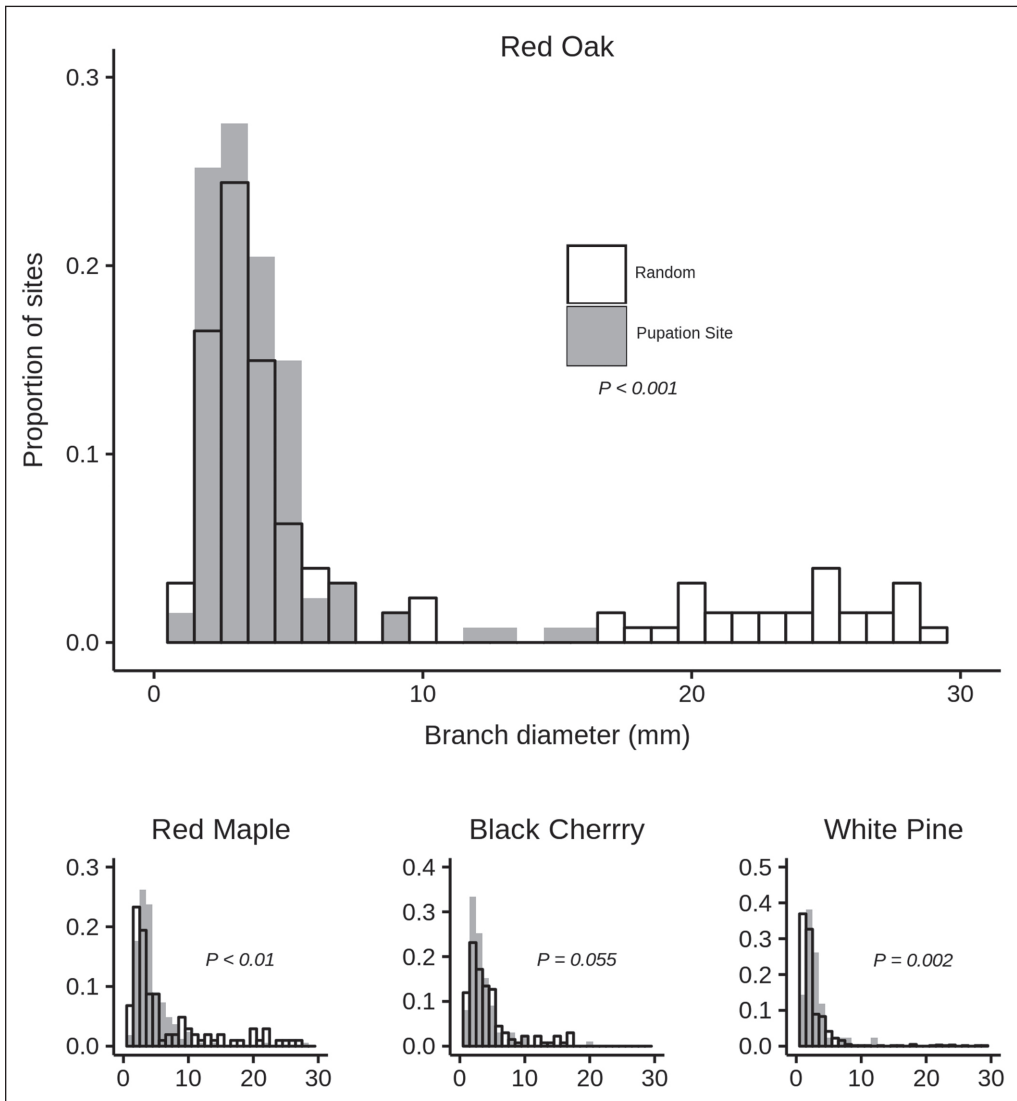 Red Oak
0.3
0.2
0.1
0.0
Proportion of sites
Random
Pupation Site
P < 0.001
0 10 20 30
Branch diameter (mm)
Red Maple
0.3
0.2
0.1
0.0
P < 0.01
0 10 20 30
Black Cherrry
0.4
0.3
0.2
0.1
0.0
P = 0.055
0 10 20 30
White Pine
0.5
0.4
0.3
0.2
0.1
0.0
P = 0.002
0 10 20 30